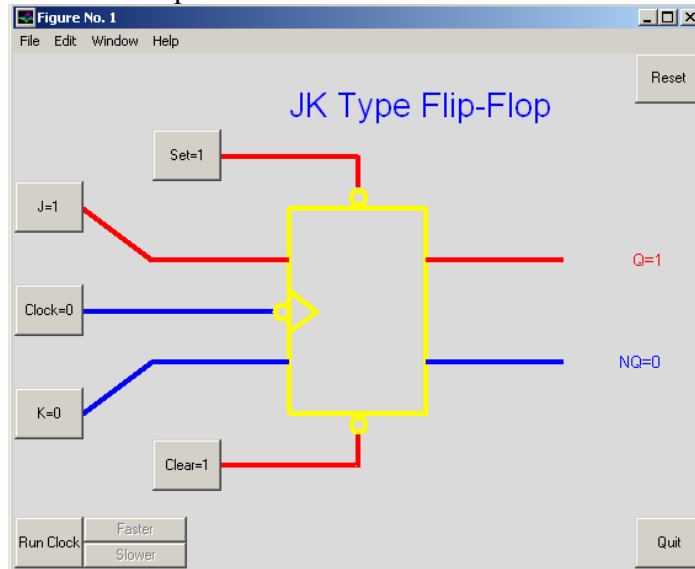 Figure No. 1
File Edit Window Help
Reset
JK Type Flip-Flop
Set=1
J=1
Q=1
Clock=0
NQ=0
K=0
Clear=1
Run Clock
Faster
Slower
Quit